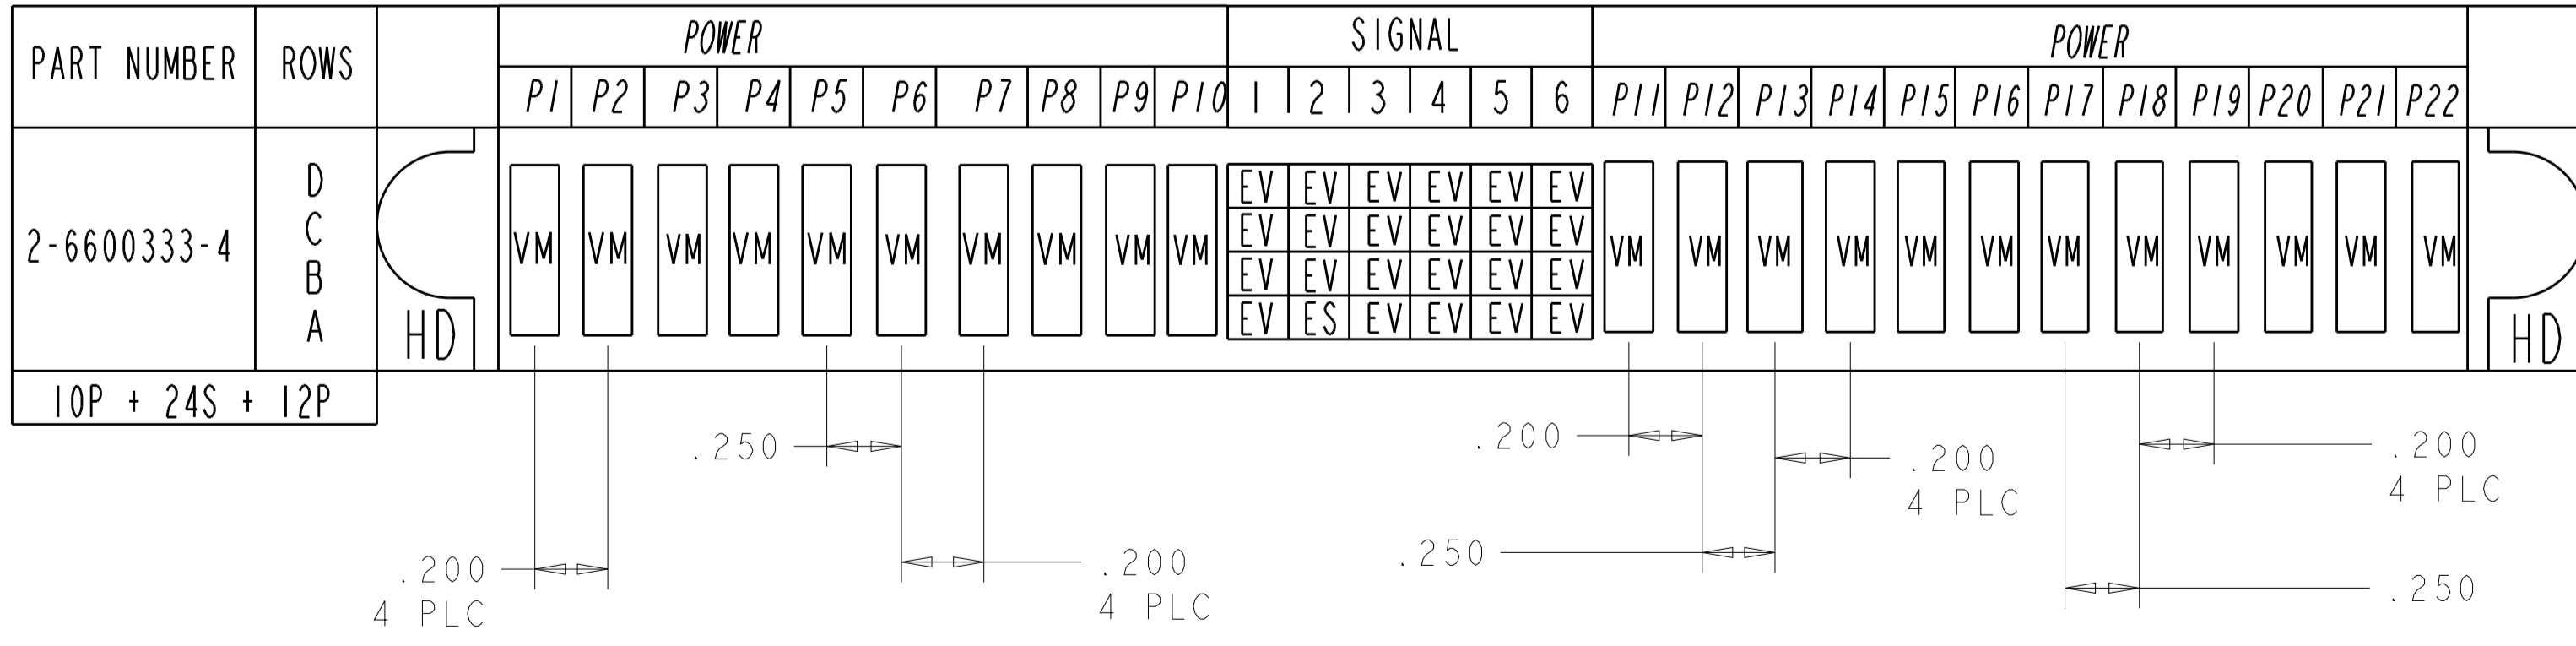 PART NUMBER ROWS POWER SIGNAL POWER
P1 P2 P3 P4 P5 P6 P7 P8 P9 P10 1 2 3 4 5 6 P11 P12 P13 P14 P15 P16 P17 P18 P19 P20 P21 P22
D EV EV EV EV EV EV
C EV EV EV EV EV EV
2-6600333-4 VM VM VM VM VM VM VM VM VM VM VM VM VM VM VM VM VM VM VM VM VM VM
B EV EV EV EV EV EV
A EV ES EV EV EV EV
HD HD
10P + 24S + 12P
.250 .200 .200 .200
4 PLC 4 PLC
.200 .200 .250 .250
4 PLC 4 PLC